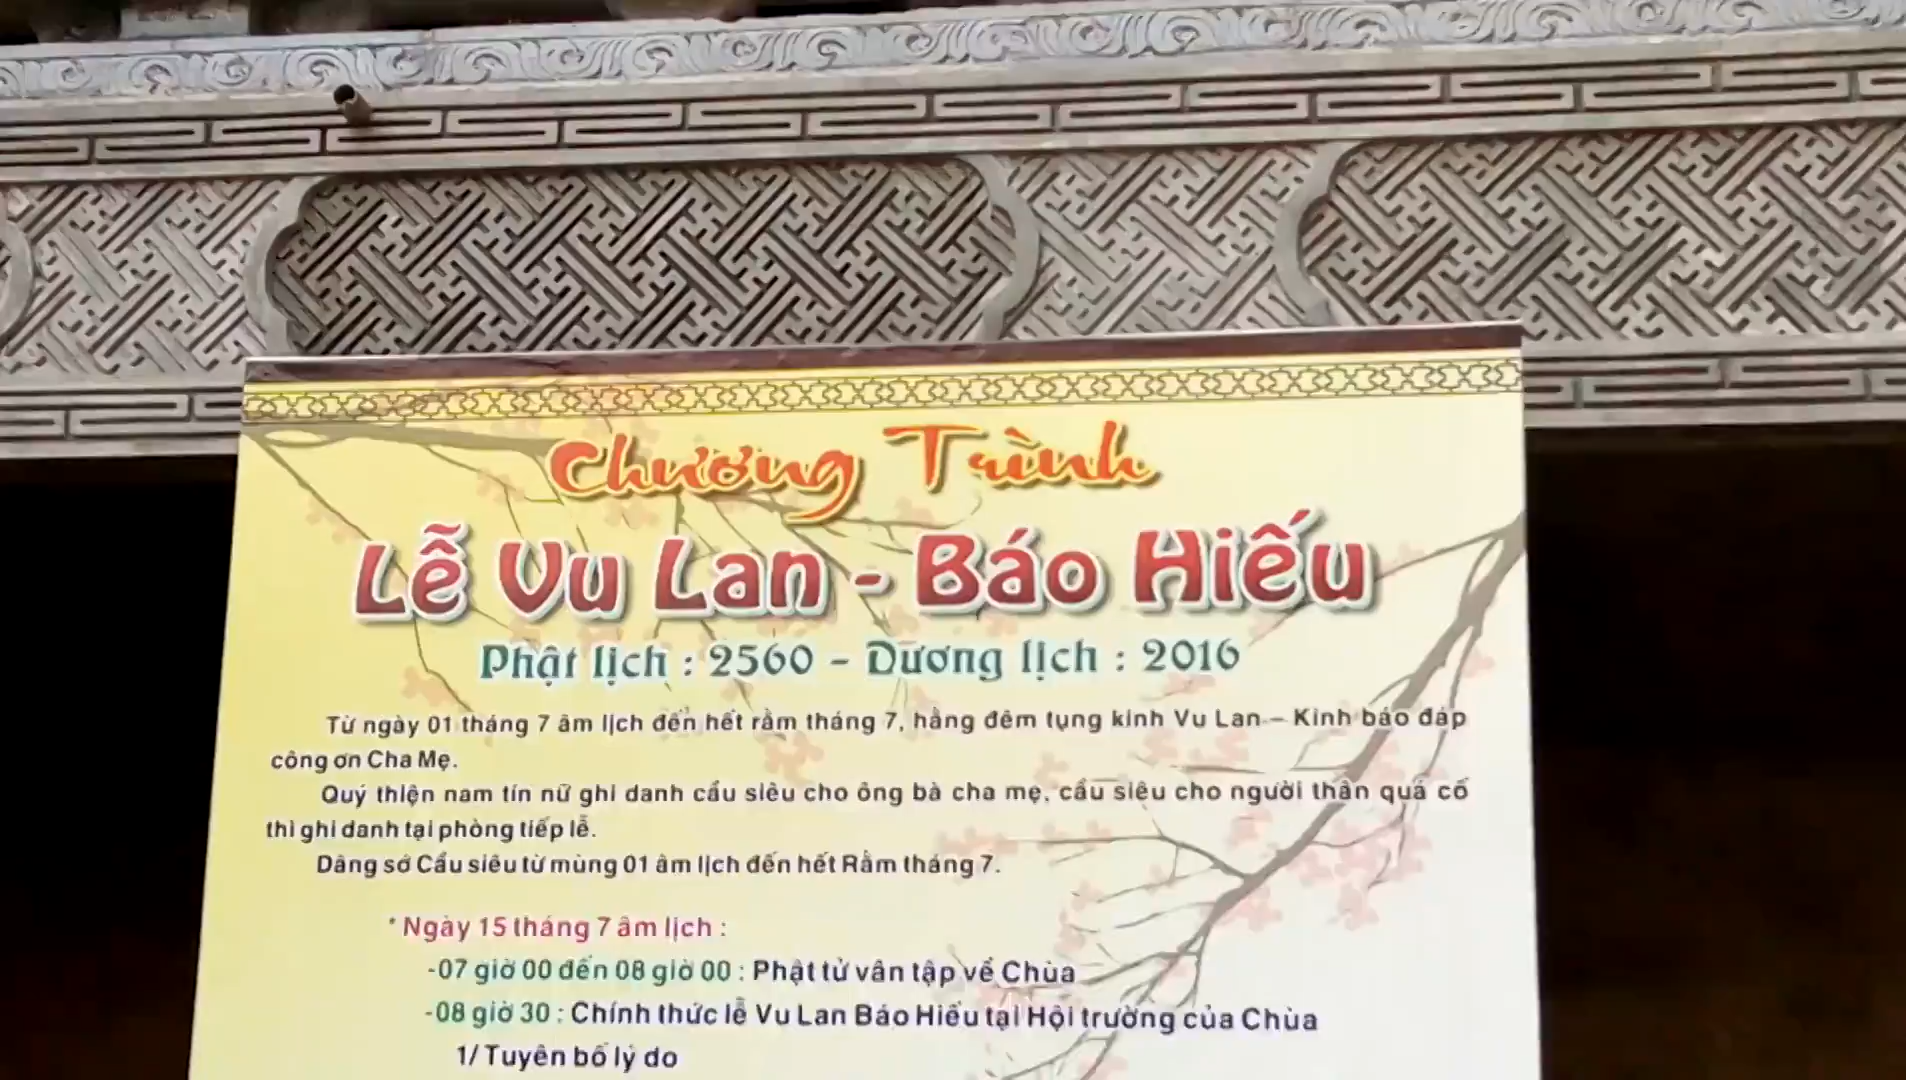 Chương Trình
Lễ Vu Lan - Báo Hiếu
Phật lịch : 2560 - Dương lịch : 2016
Từ ngày 01 tháng 7 âm lịch đến hết rằm tháng 7, hằng đêm tụng kinh Vu Lan – Kinh báo đáp
công ơn Cha Mẹ.
Quý thiện nam tín nữ ghi danh cầu siêu cho ông bà cha mẹ, cầu siêu cho người thân quá cố
thì ghi danh tại phòng tiếp lễ.
Dâng sớ Cầu siêu từ mùng 01 âm lịch đến hết Rằm tháng 7.
* Ngày 15 tháng 7 âm lịch :
-07 giờ 00 đến 08 giờ 00 : Phật tử vân tập về Chùa
-08 giờ 30 : Chính thức lễ Vu Lan Báo Hiếu tại Hội trường của Chùa
1/ Tuyên bố lý do